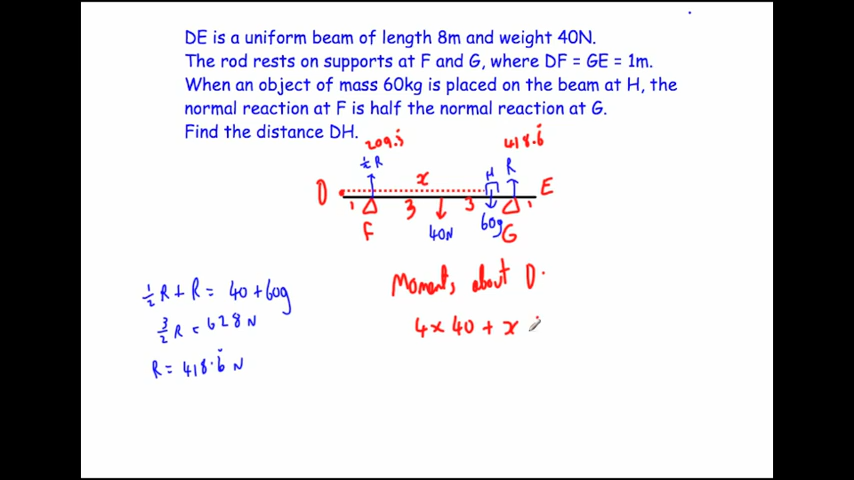 DE is a uniform beam of length 8m and weight 40N.
The rod rests on supports at F and G, where DF = GE = 1m.
When an object of mass 60kg is placed on the beam at H, the
normal reaction at F is half the normal reaction at G.
Find the distance DH.
209.3̇ 418.6̇
½R H R
D x E
1 3 3 1
F 40N 60g G
Moments about D.
½R + R = 40 + 60g
4 × 40 + x
3/2 R = 628N
R = 418.6̇ N